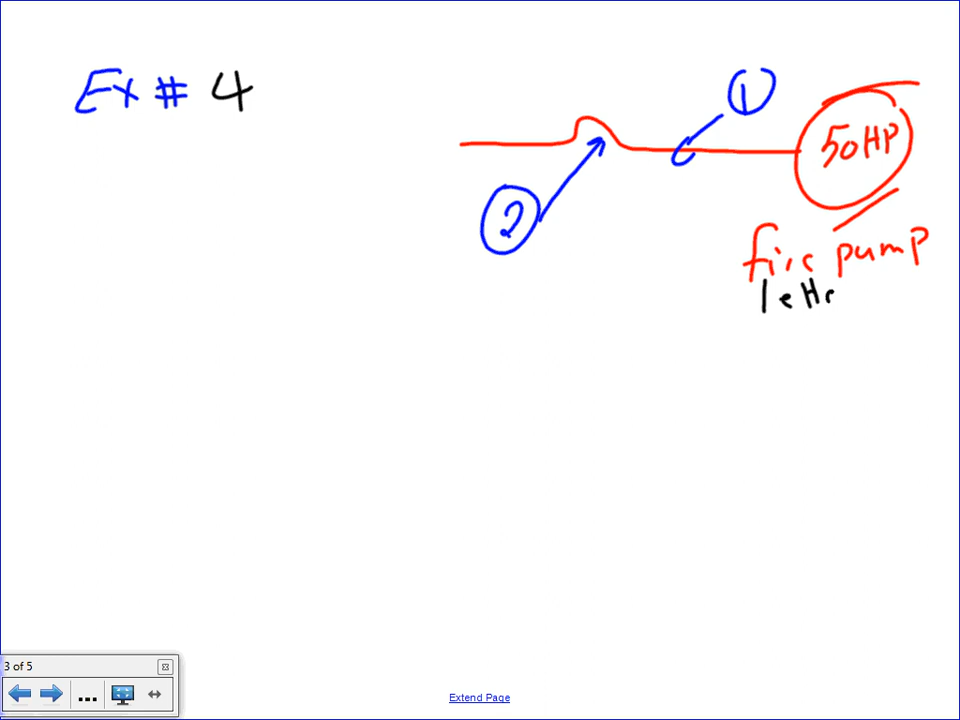 Ex # 4
1
50HP
2
fire pump
3 of 5
...
Extend Page